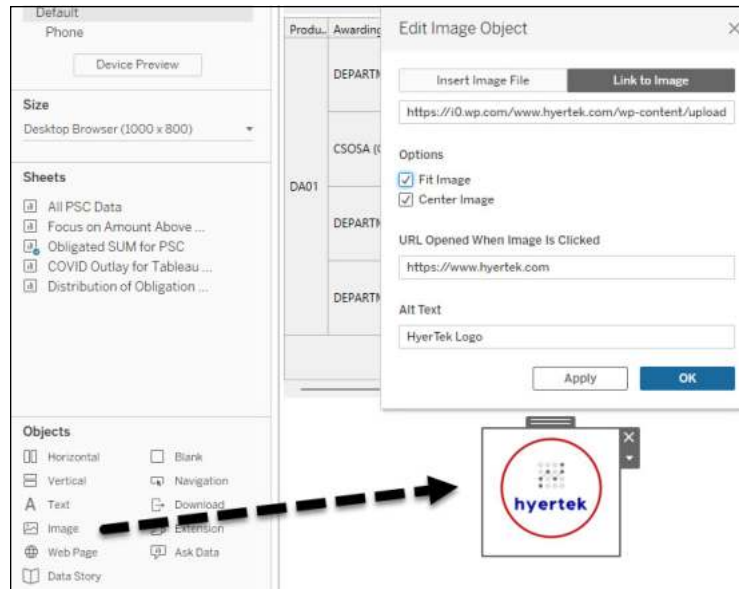 Default
Phone
Device Preview
Size
Desktop Browser (1000 x 800)
Sheets
All PSC Data
Focus on Amount Above ...
Obligated SUM for PSC
COVID Outlay for Tableau ...
Distribution of Obligation ...
Objects
Horizontal Blank
Vertical Navigation
Text Download
Image Extension
Web Page Ask Data
Data Story
Produ.. Awarding
DEPARTM
CSOSA (
DA01
DEPARTM
DEPARTM
Edit Image Object
Insert Image File Link to Image
https://i0.wp.com/www.hyertek.com/wp-content/upload
Options
Fit Image
Center Image
URL Opened When Image Is Clicked
https://www.hyertek.com
Alt Text
HyerTek Logo
Apply OK
hyertek